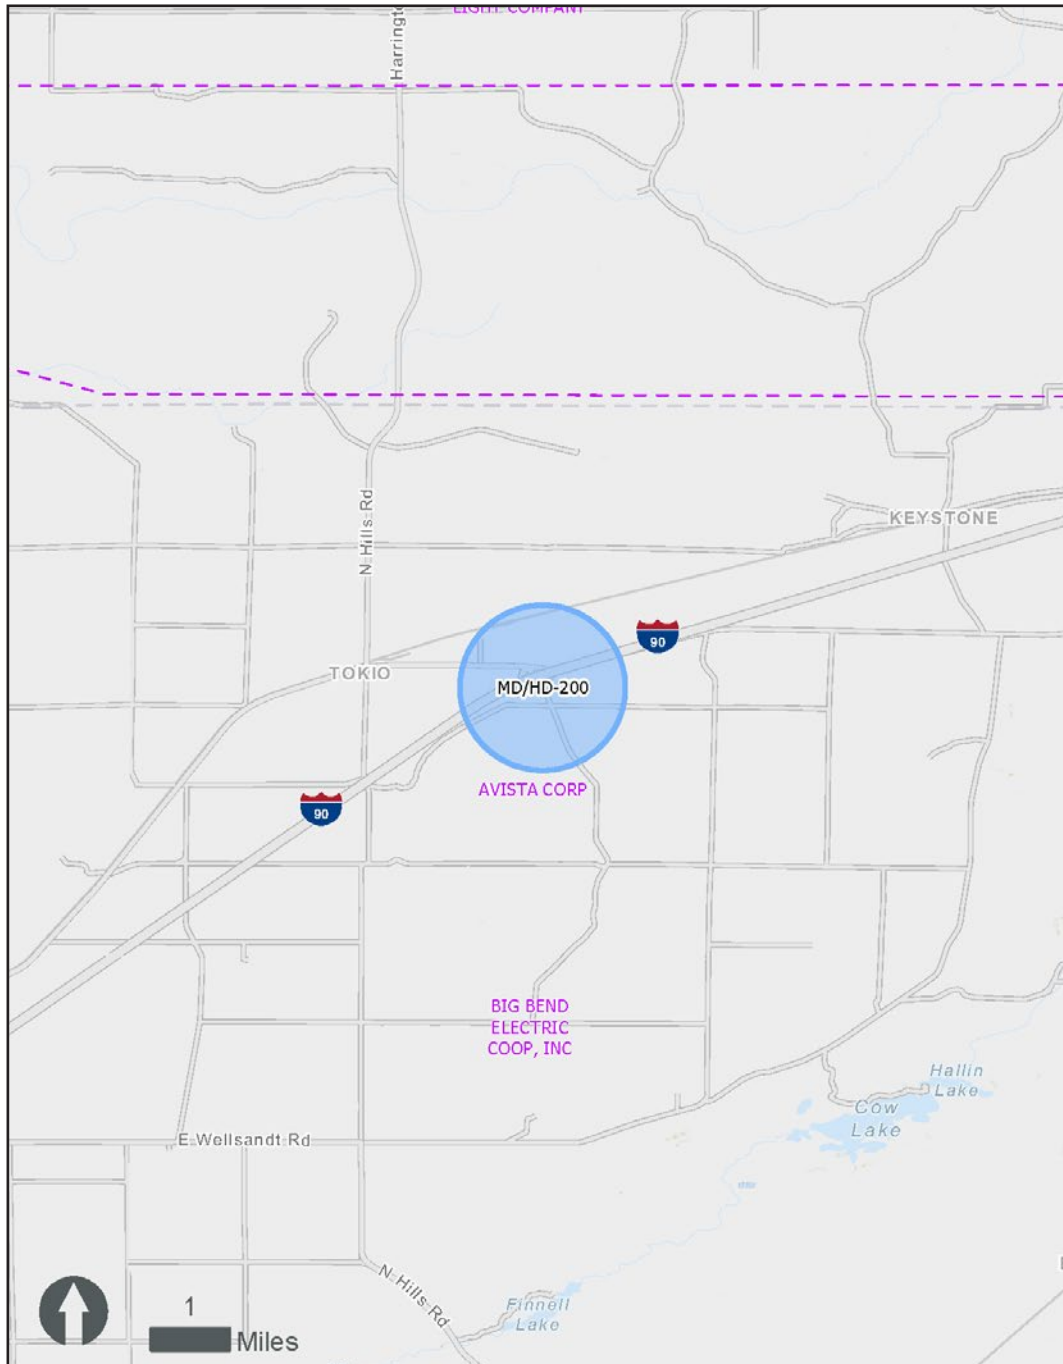 LIGHT COMPANY
Harringto
N Hills Rd
KEYSTONE
90
TOKIO
MD/HD-200
AVISTA CORP
90
BIG BEND
ELECTRIC
COOP, INC
Hallin
Lake
Cow
Lake
E Wellsandt Rd
N Hills Rd
Finnell
Lake
1
Miles